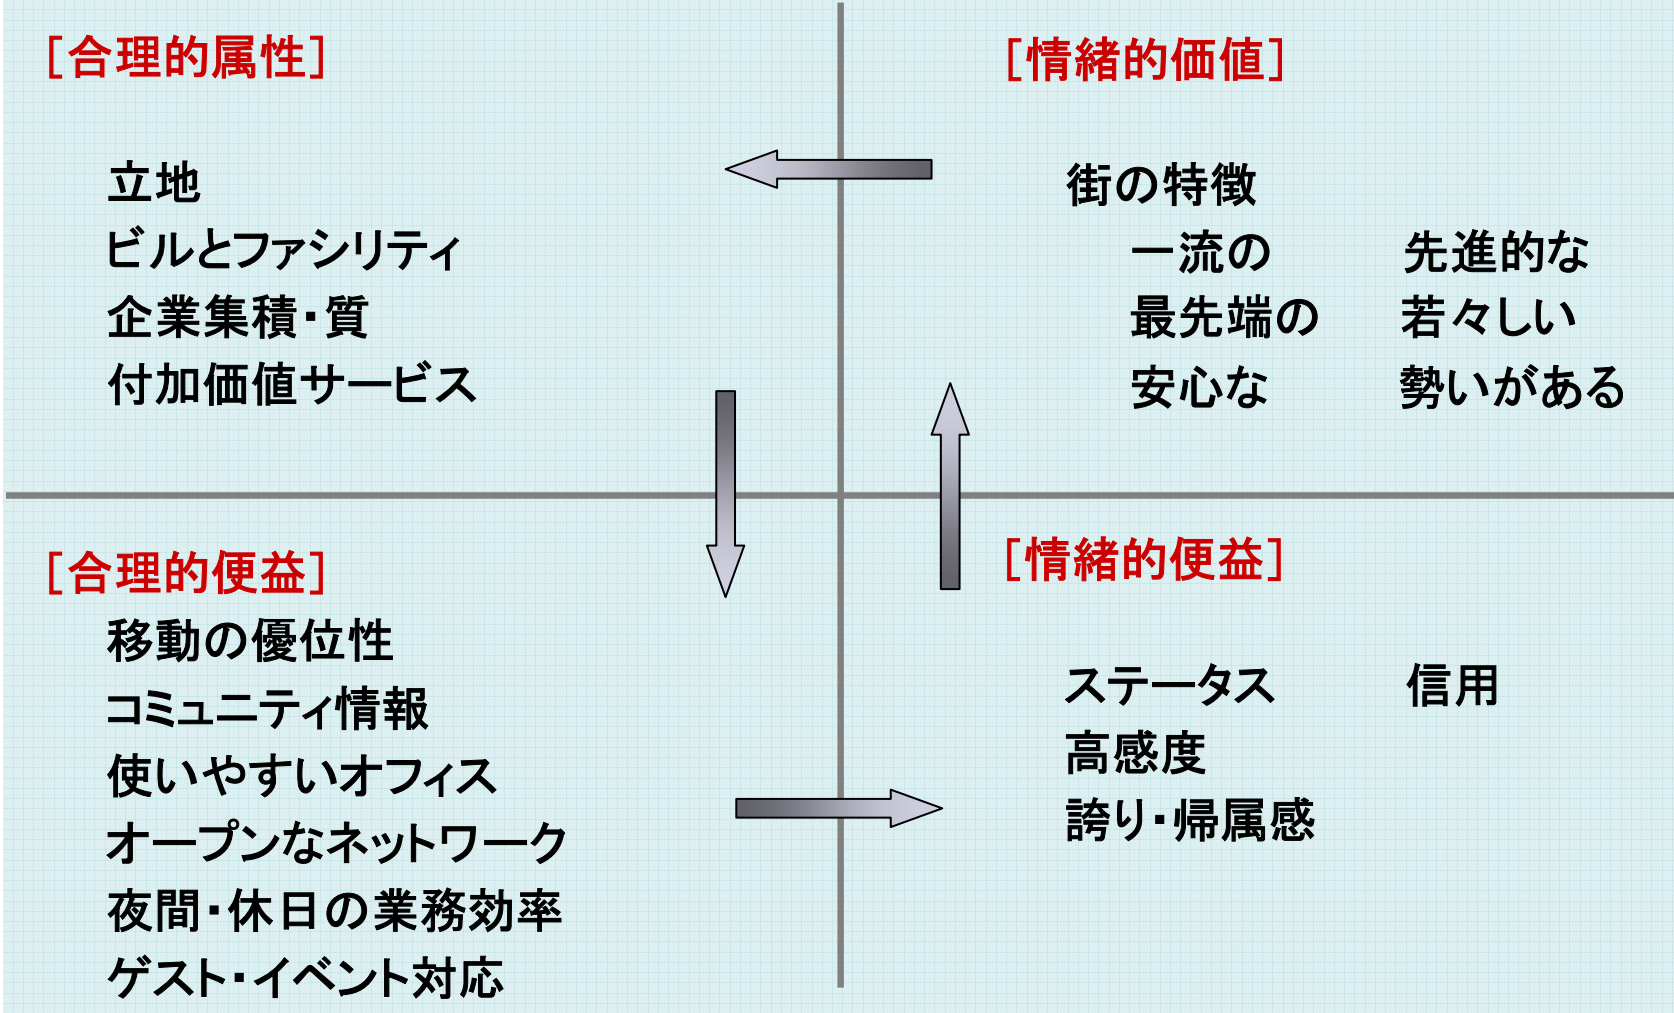 ［合理的属性］
立地
ビルとファシリティ
企業集積・質
付加価値サービス
［情緒的価値］
街の特徴
一流の　先進的な
最先端の　若々しい
安心な　勢いがある
［合理的便益］
移動の優位性
コミュニティ情報
使いやすいオフィス
オープンなネットワーク
夜間・休日の業務効率
ゲスト・イベント対応
［情緒的便益］
ステータス　信用
高感度
誇り・帰属感